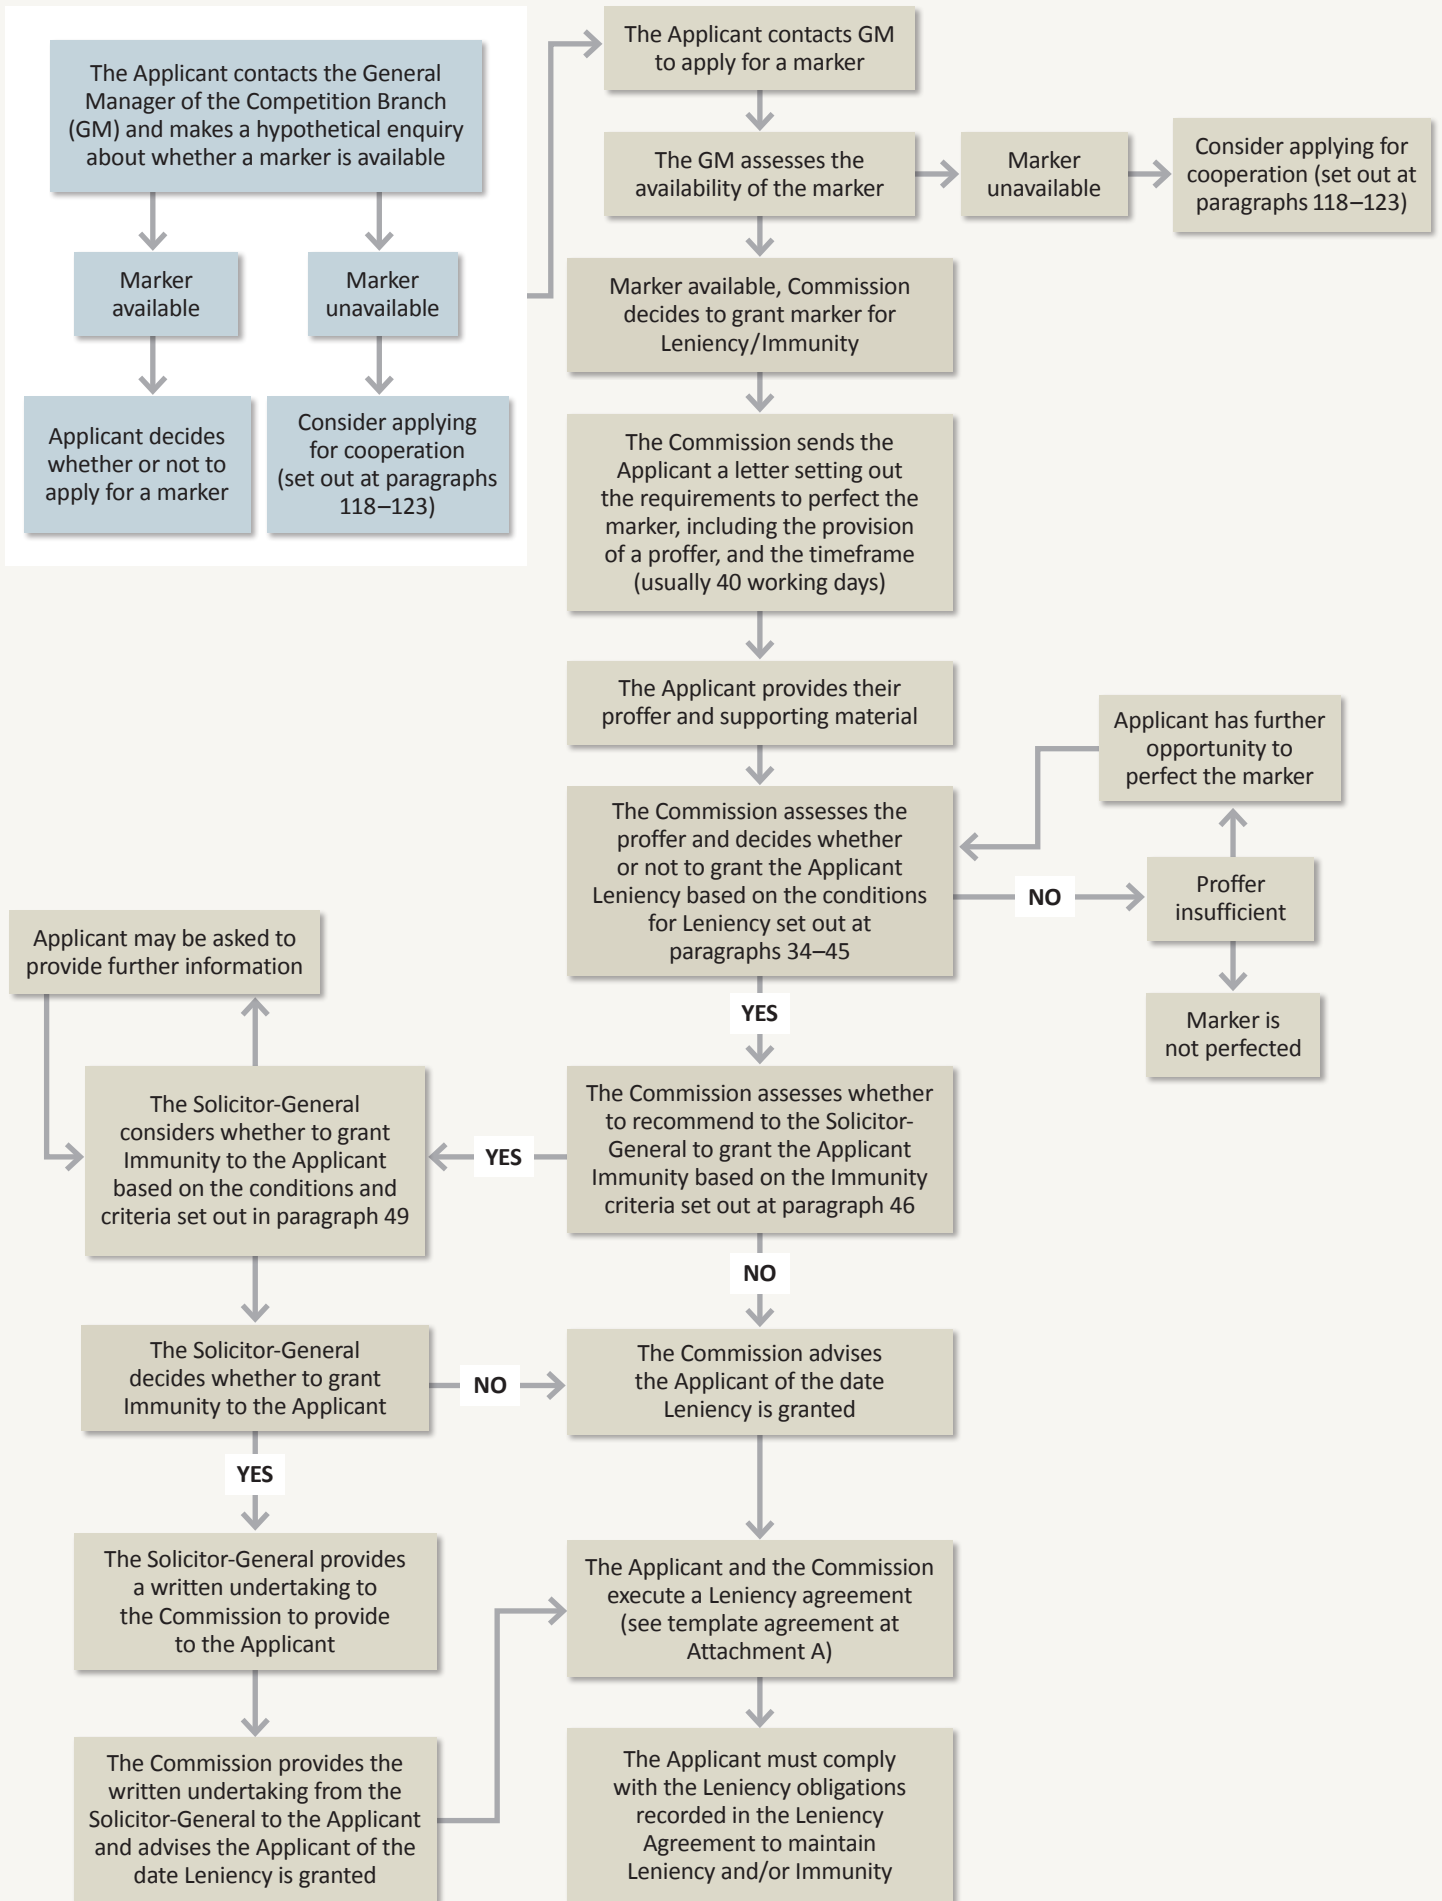 The Applicant contacts the General
Manager of the Competition Branch
(GM) and makes a hypothetical enquiry
about whether a marker is available
Marker
available
Marker
unavailable
Applicant decides
whether or not to
apply for a marker
Consider applying
for cooperation
(set out at paragraphs
118–123)
The Applicant contacts GM
to apply for a marker
The GM assesses the
availability of the marker
Marker
unavailable
Consider applying for
cooperation (set out at
paragraphs 118–123)
Marker available, Commission
decides to grant marker for
Leniency/Immunity
The Commission sends the
Applicant a letter setting out
the requirements to perfect the
marker, including the provision
of a proffer, and the timeframe
(usually 40 working days)
The Applicant provides their
proffer and supporting material
The Commission assesses the
proffer and decides whether
or not to grant the Applicant
Leniency based on the conditions
for Leniency set out at
paragraphs 34–45
NO
Proffer
insufficient
Applicant has further
opportunity to
perfect the marker
Marker is
not perfected
YES
The Commission assesses whether
to recommend to the Solicitor-
General to grant the Applicant
Immunity based on the Immunity
criteria set out at paragraph 46
YES
The Solicitor-General
considers whether to grant
Immunity to the Applicant
based on the conditions and
criteria set out in paragraph 49
Applicant may be asked to
provide further information
NO
The Solicitor-General
decides whether to grant
Immunity to the Applicant
NO
The Commission advises
the Applicant of the date
Leniency is granted
YES
The Solicitor-General provides
a written undertaking to
the Commission to provide
to the Applicant
The Commission provides the
written undertaking from the
Solicitor-General to the Applicant
and advises the Applicant of the
date Leniency is granted
The Applicant and the Commission
execute a Leniency agreement
(see template agreement at
Attachment A)
The Applicant must comply
with the Leniency obligations
recorded in the Leniency
Agreement to maintain
Leniency and/or Immunity